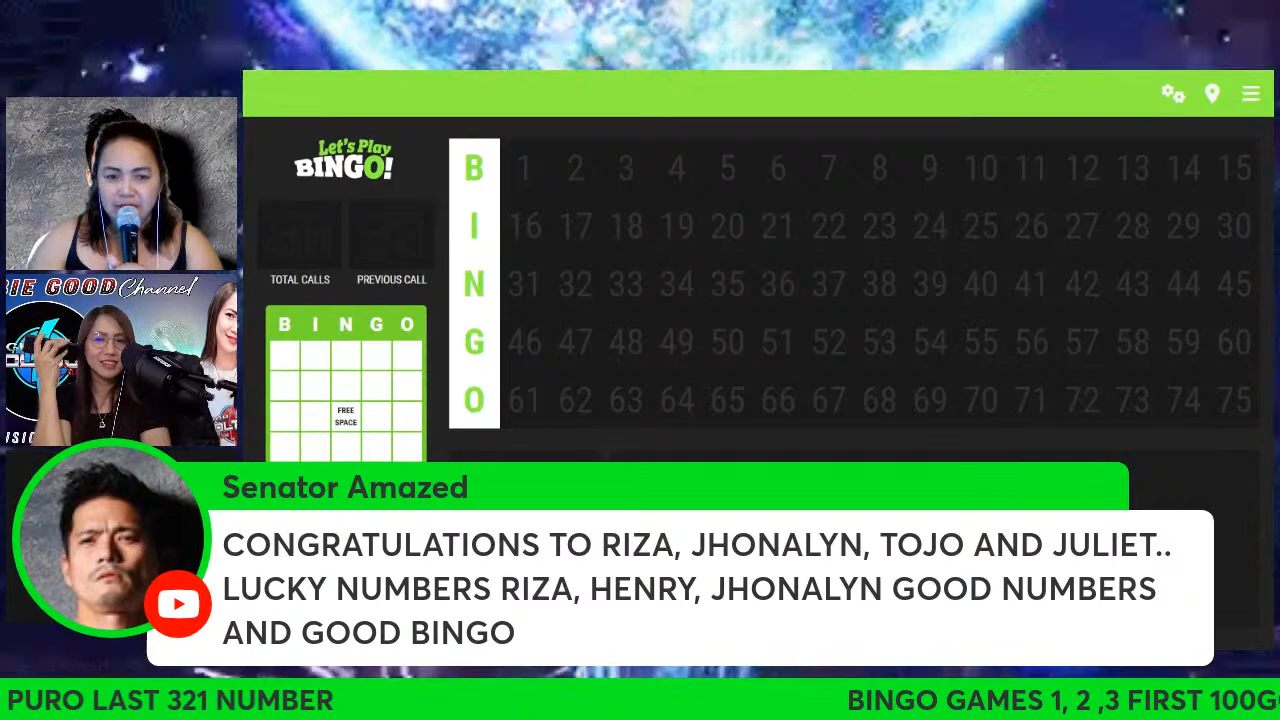 Let's Play
BINGO!
TOTAL CALLS
PREVIOUS CALL
B I N G O
FREE
SPACE
B 1 2 3 4 5 6 7 8 9 10 11 12 13 14 15
I 16 17 18 19 20 21 22 23 24 25 26 27 28 29 30
N 31 32 33 34 35 36 37 38 39 40 41 42 43 44 45
G 46 47 48 49 50 51 52 53 54 55 56 57 58 59 60
O 61 62 63 64 65 66 67 68 69 70 71 72 73 74 75
GOOD Channel
Senator Amazed
CONGRATULATIONS TO RIZA, JHONALYN, TOJO AND JULIET..
LUCKY NUMBERS RIZA, HENRY, JHONALYN GOOD NUMBERS
AND GOOD BINGO
PURO LAST 321 NUMBER
BINGO GAMES 1, 2 ,3 FIRST 100G